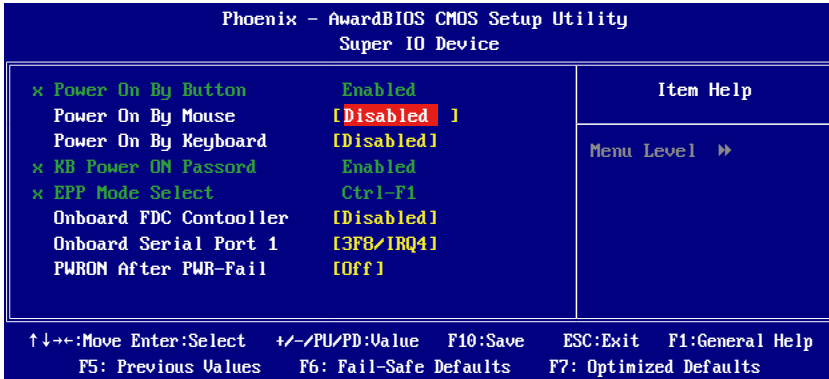 Phoenix - AwardBIOS CMOS Setup Utility
Super IO Device
x Power On By Button Enabled
Power On By Mouse [Disabled ]
Power On By Keyboard [Disabled]
x KB Power ON Passord Enabled
x EPP Mode Select Ctrl-F1
Onboard FDC Contooller [Disabled]
Onboard Serial Port 1 [3F8/IRQ4]
PWRON After PWR-Fail [Off]
Item Help
Menu Level ►►
↑↓→←:Move Enter:Select +/-/PU/PD:Value F10:Save ESC:Exit F1:General Help
F5: Previous Values F6: Fail-Safe Defaults F7: Optimized Defaults